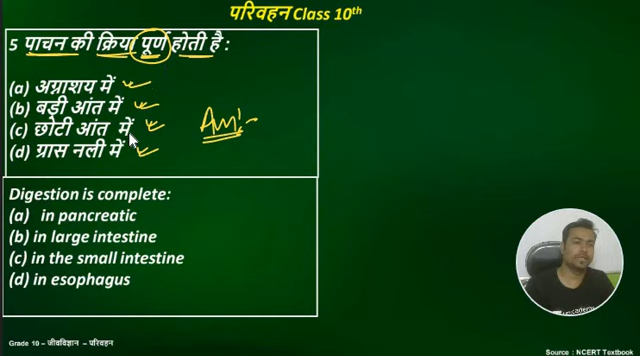 परिवहन Class 10th
5 पाचन की क्रिया पूर्ण होती है :
(a) अग्राशय में
(b) बड़ी आंत में
(c) छोटी आंत में
(d) ग्रास नली में
Ans:-
Digestion is complete:
(a) in pancreatic
(b) in large intestine
(c) in the small intestine
(d) in esophagus
Grade 10 – जीवविज्ञान – परिवहन
Source : NCERT Textbook